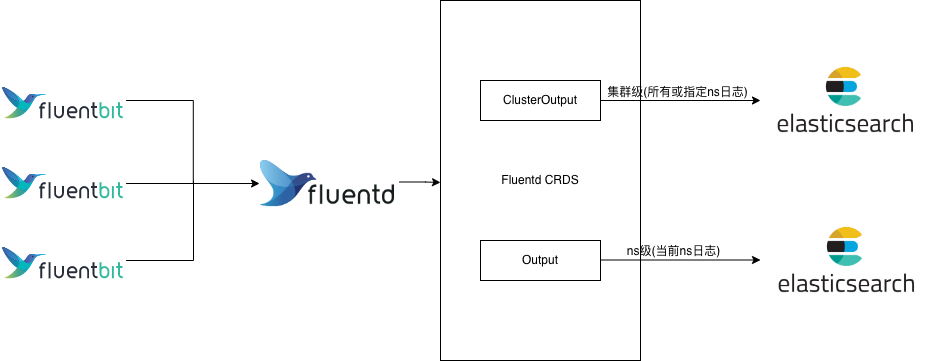 fluentbit
fluentbit
fluentbit
fluentd
ClusterOutput
Fluentd CRDS
Output
集群级(所有或指定ns日志)
ns级(当前ns日志)
elasticsearch
elasticsearch